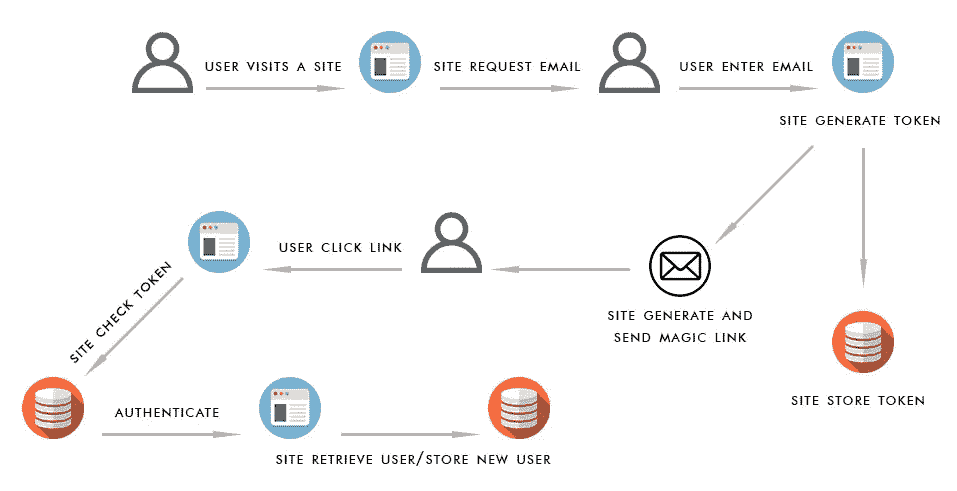 USER VISITS A SITE
SITE REQUEST EMAIL
USER ENTER EMAIL
SITE GENERATE TOKEN
USER CLICK LINK
SITE CHECK TOKEN
SITE GENERATE AND
SEND MAGIC LINK
SITE STORE TOKEN
AUTHENTICATE
SITE RETRIEVE USER/STORE NEW USER